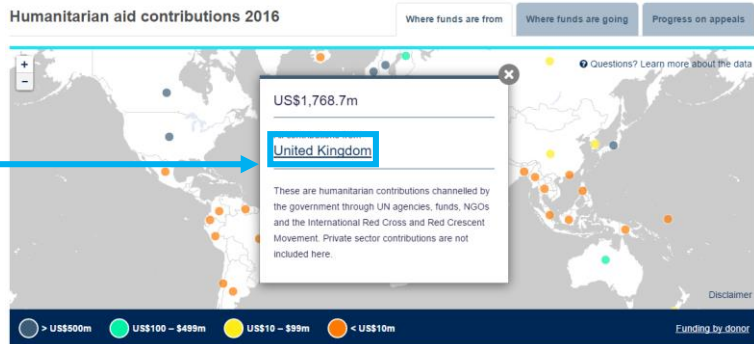 Humanitarian aid contributions 2016
Where funds are from
Where funds are going
Progress on appeals
+
−
? Questions? Learn more about the data
US$1,768.7m
United Kingdom
These are humanitarian contributions channelled by
the government through UN agencies, funds, NGOs
and the International Red Cross and Red Crescent
Movement. Private sector contributions are not
included here.
Disclaimer
> US$500m
US$100 – $499m
US$10 – $99m
< US$10m
Funding by donor